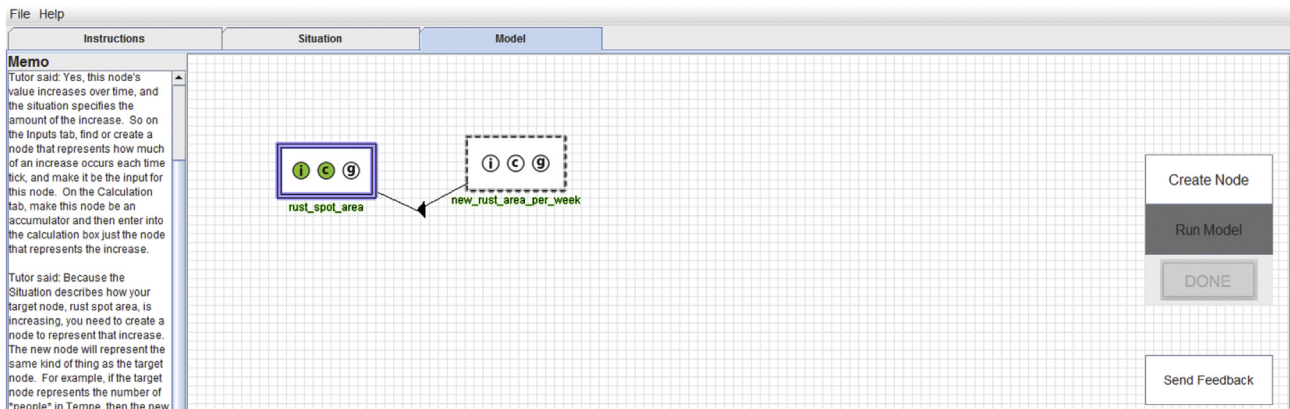 File Help
Instructions Situation Model
Memo
Tutor said: Yes, this node's
value increases over time, and
the situation specifies the
amount of the increase. So on
the Inputs tab, find or create a
node that represents how much
of an increase occurs each time
tick, and make it be the input for
this node. On the Calculation
tab, make this node be an
accumulator and then enter into
the calculation box just the node
that represents the increase.
Tutor said: Because the
Situation describes how your
target node, rust spot area, is
increasing, you need to create a
node to represent that increase.
The new node will represent the
same kind of thing as the target
node. For example, if the target
node represents the number of
*people* in Tempe, then the new
i c g
rust_spot_area
i c g
new_rust_area_per_week
Create Node
Run Model
DONE
Send Feedback